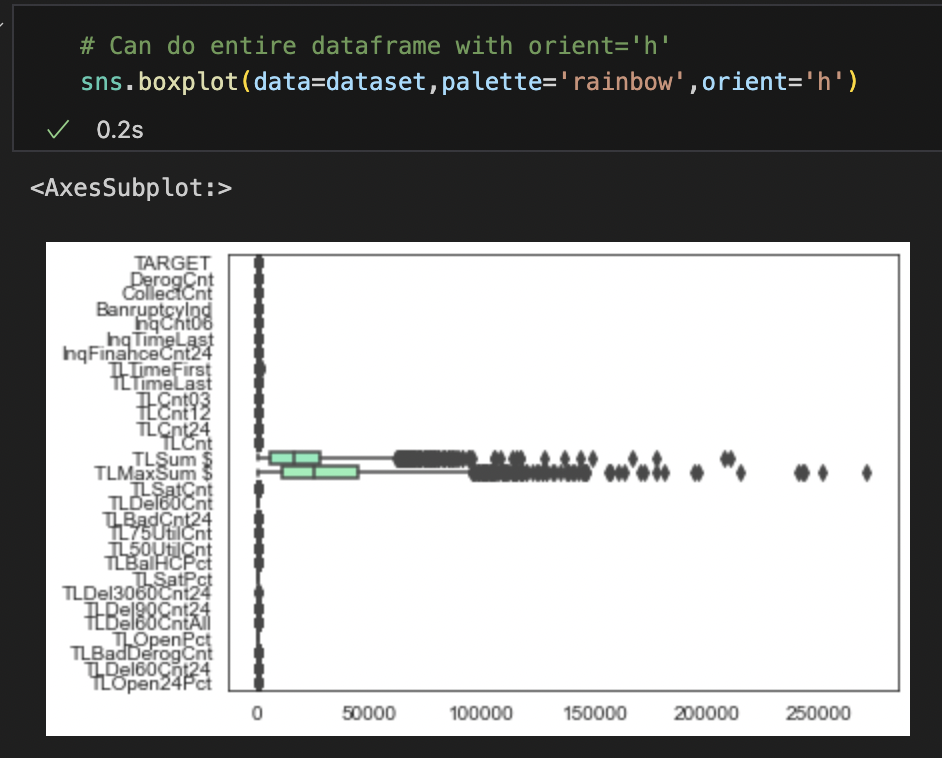 # Can do entire dataframe with orient='h'
sns.boxplot(data=dataset,palette='rainbow',orient='h')
0.2s
<AxesSubplot:>
TARGET
DerogCnt
CollectCnt
BanruptcyInd
InqCnt06
InqTimeLast
InqFinanceCnt24
TLTimeFirst
TLTimeLast
TLCnt03
TLCnt12
TLCnt24
TLCnt
TLSum $
TLMaxSum $
TLSatCnt
TLDel60Cnt
TLBadCnt24
TL75UtilCnt
TL50UtilCnt
TLBalHCPct
TLSatPct
TLDel3060Cnt24
TLDel90Cnt24
TLDel60CntAll
TLOpenPct
TLBadDerogCnt
TLDel60Cnt24
TLOpen24Pct
0 50000 100000 150000 200000 250000